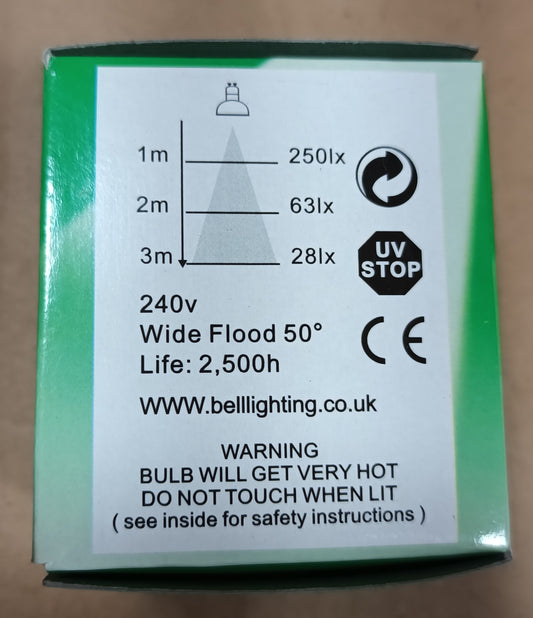 1m 250lx
2m 63lx
3m 28lx
UV
STOP
240v
Wide Flood 50°
Life: 2,500h
CE
WWW.belllighting.co.uk
WARNING
BULB WILL GET VERY HOT
DO NOT TOUCH WHEN LIT
( see inside for safety instructions )